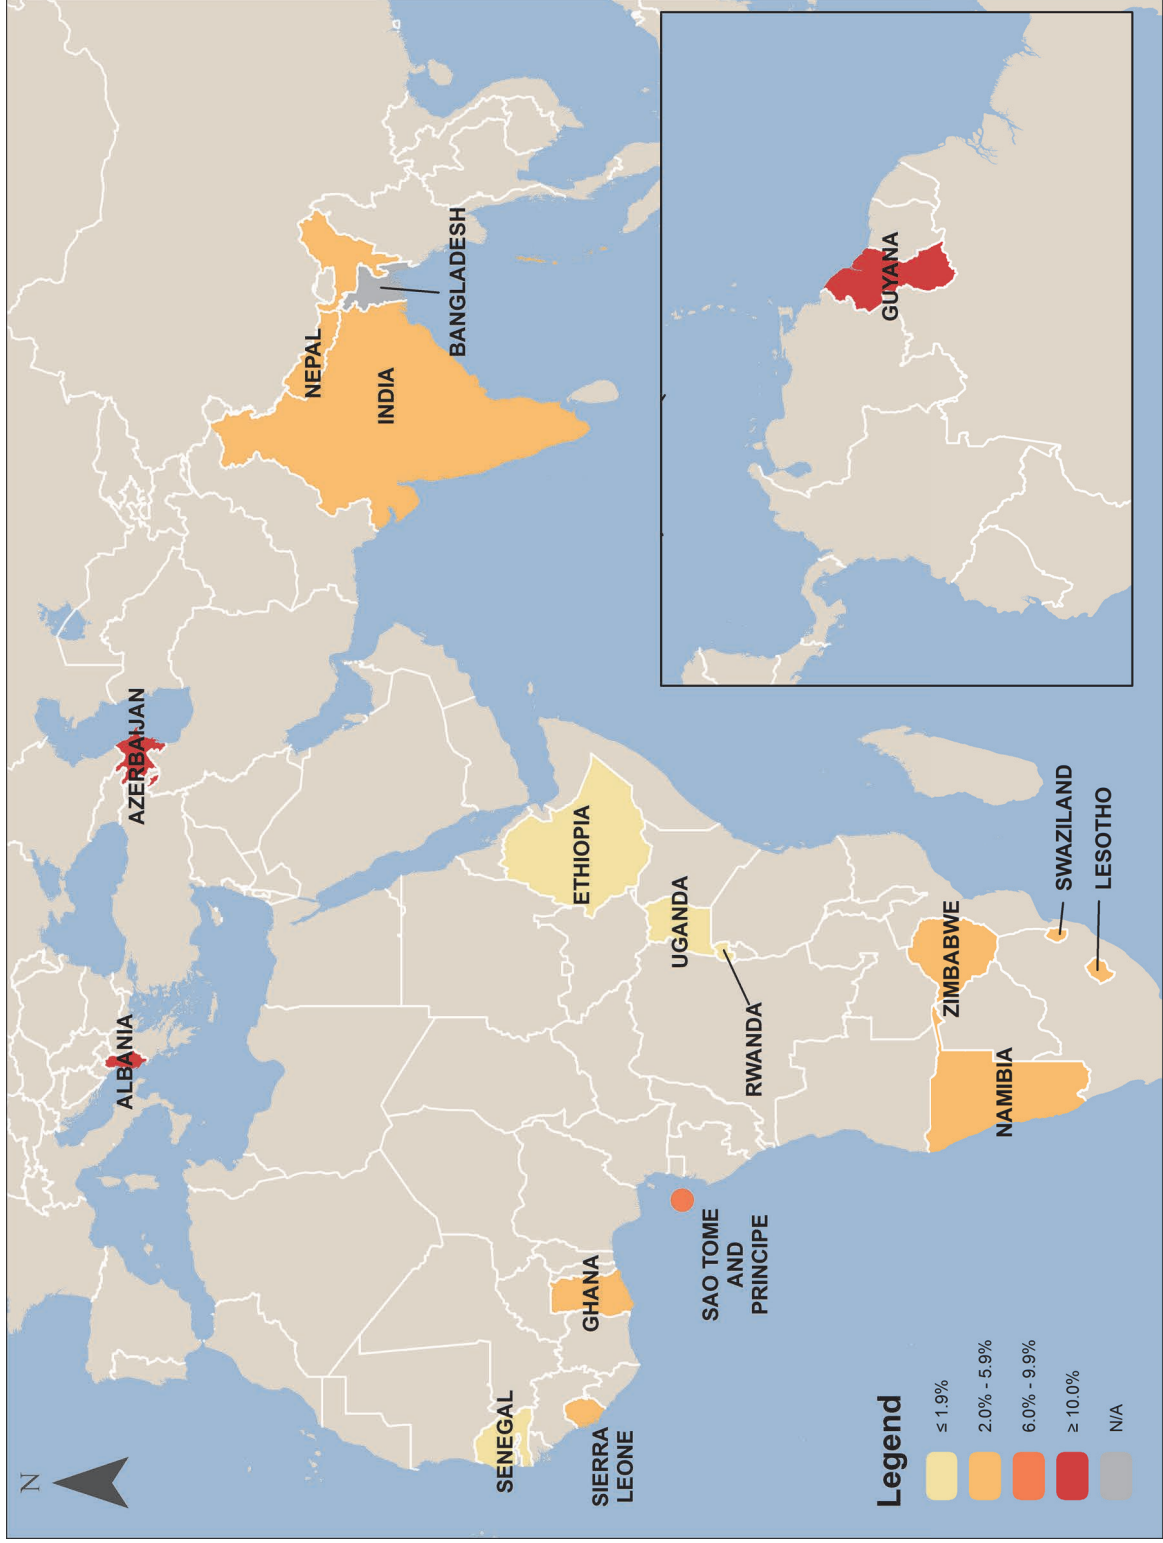 N
ALBANIA
AZERBAIJAN
NEPAL
INDIA
BANGLADESH
SENEGAL
SIERRA
LEONE
GHANA
SAO TOME
AND
PRINCIPE
ETHIOPIA
UGANDA
RWANDA
ZIMBABWE
NAMIBIA
SWAZILAND
LESOTHO
GUYANA
Legend
≤ 1.9%
2.0% - 5.9%
6.0% - 9.9%
≥ 10.0%
N/A